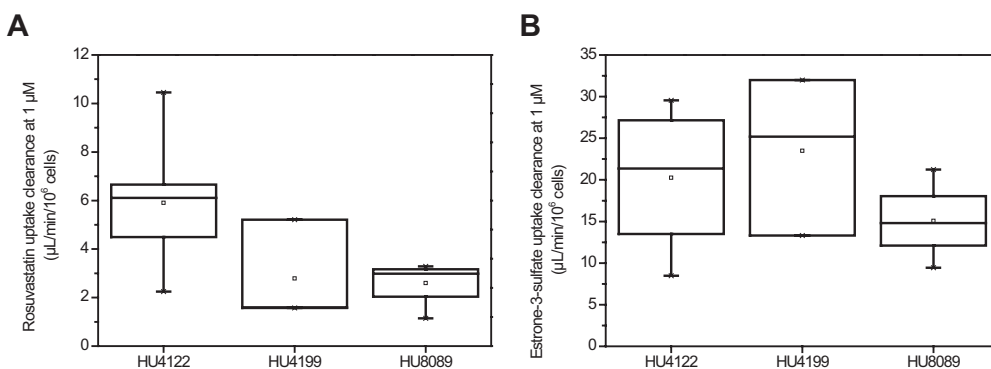 A
B
Rosuvastatin uptake clearance at 1 µM
(µL/min/10⁶ cells)
12
10
8
6
4
2
0
HU4122
HU4199
HU8089
Estrone-3-sulfate uptake clearance at 1 µM
(µL/min/10⁶ cells)
35
30
25
20
15
10
5
0
HU4122
HU4199
HU8089